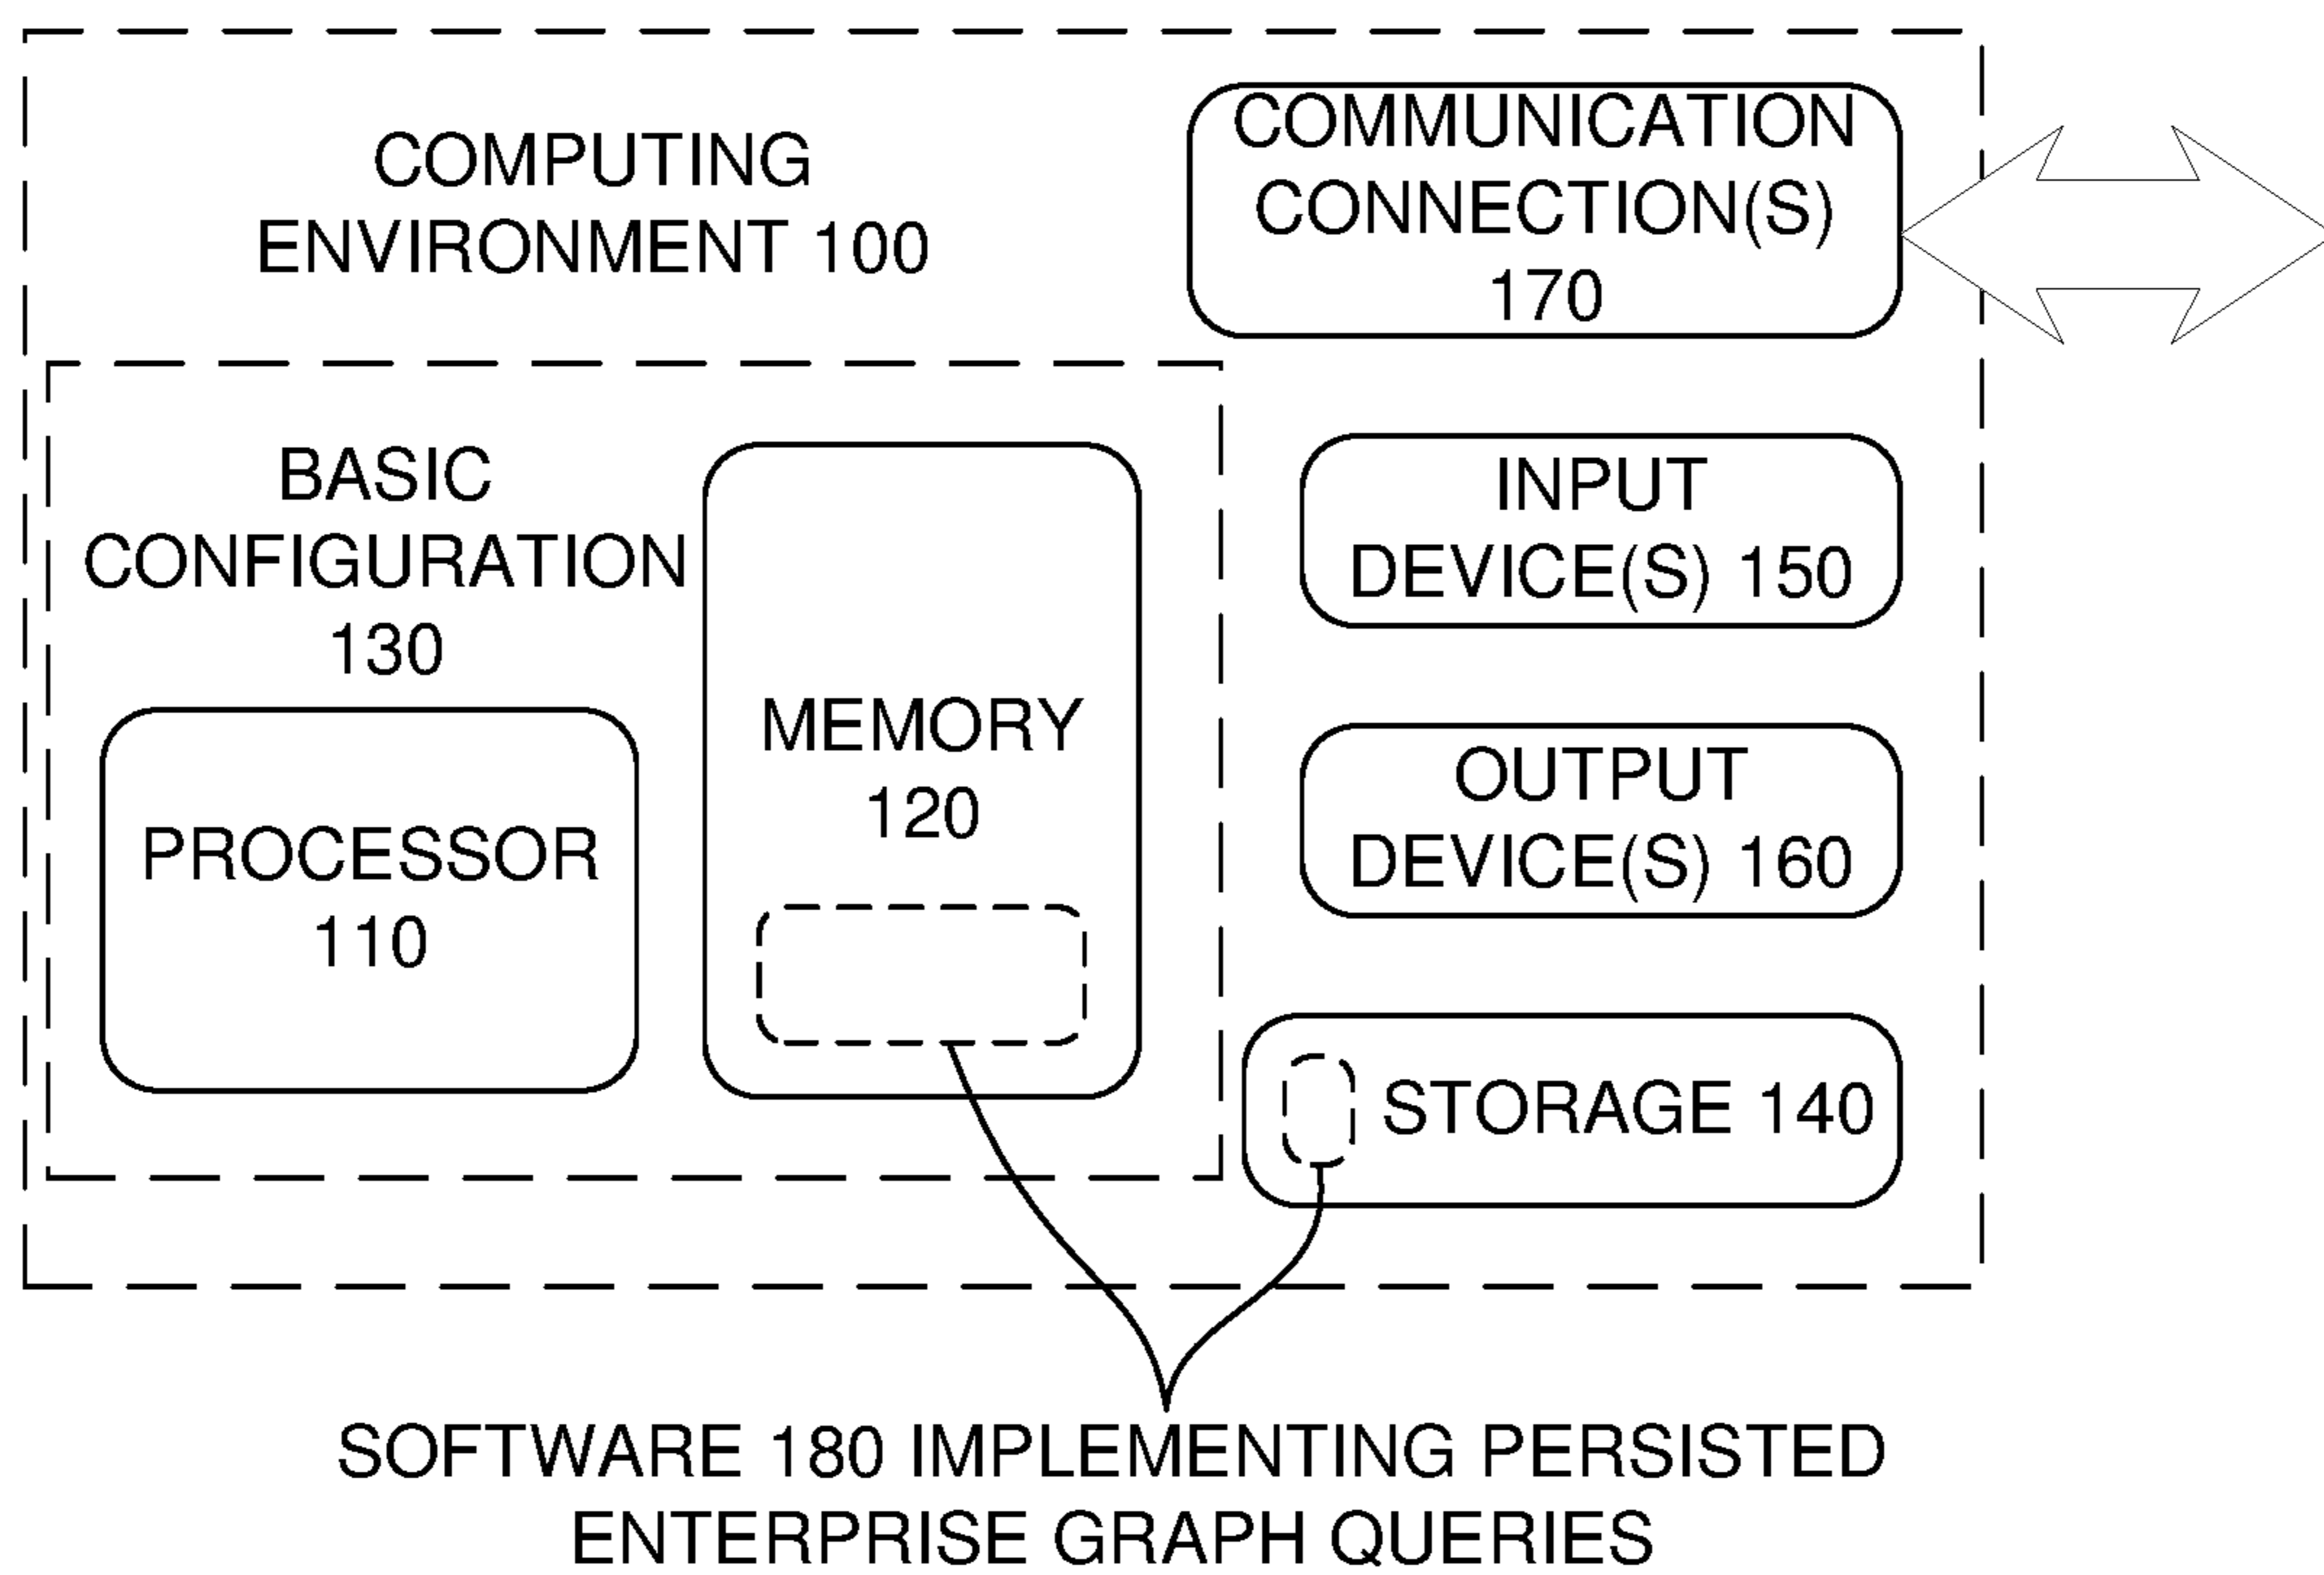 COMPUTING
ENVIRONMENT 100
COMMUNICATION
CONNECTION(S)
170
BASIC
CONFIGURATION
130
PROCESSOR
110
MEMORY
120
INPUT
DEVICE(S) 150
OUTPUT
DEVICE(S) 160
STORAGE 140
SOFTWARE 180 IMPLEMENTING PERSISTED
ENTERPRISE GRAPH QUERIES